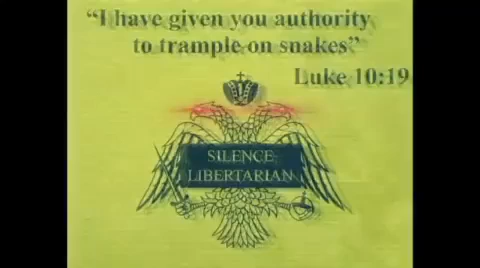 “I have given you authority
to trample on snakes”
Luke 10:19
SILENCE
LIBERTARIAN